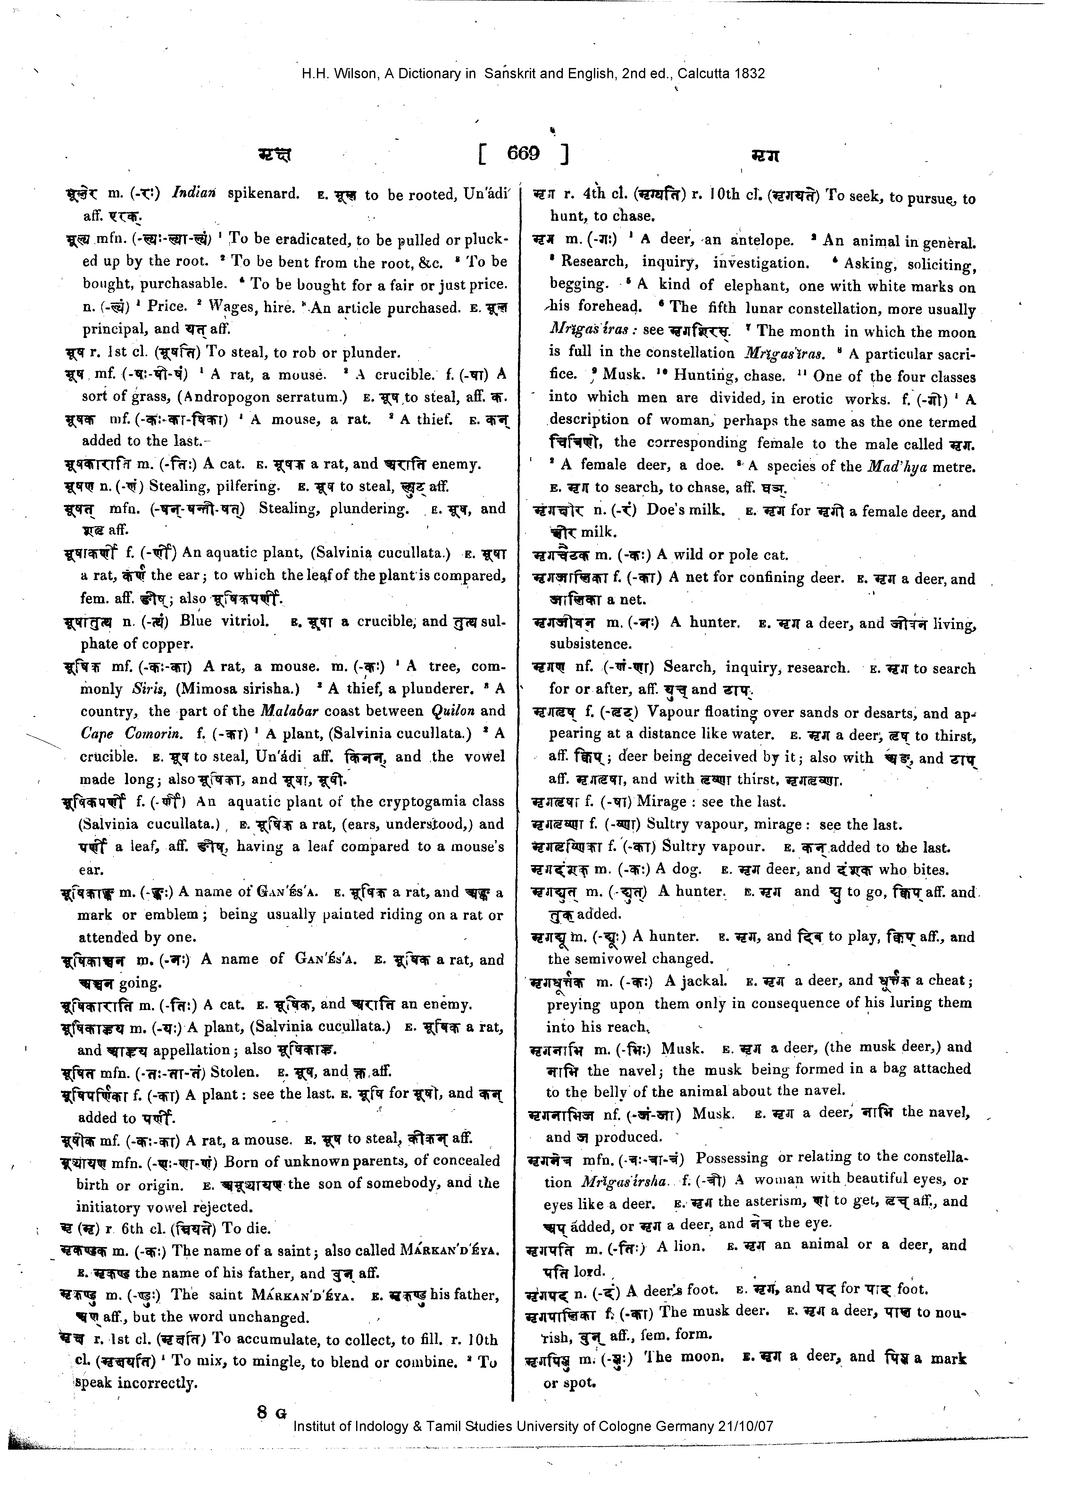 H.H. Wilson, A Dictionary in Sanskrit and English, 2nd ed., Calcutta 1832
मृक्ष [ 669 ] मृग
मूलेर m. (-रः) Indian spikenard. E. मूल to be rooted, Un'ádi
aff. एरक्.
मूल्य mfn. (-ल्यः-ल्या-ल्यं) ¹ To be eradicated, to be pulled or pluck-
ed up by the root. ² To be bent from the root, &c. ³ To be
bought, purchasable. ⁴ To be bought for a fair or just price.
n. (-ल्यं) ¹ Price. ² Wages, hire. ³ An article purchased. E. मूल
principal, and यत् aff.
मूष r. 1st cl. (मूषति) To steal, to rob or plunder.
मूष mf. (-षः-षी-षं) ¹ A rat, a mouse. ² A crucible. f. (-षा) A
sort of grass, (Andropogon serratum.) E. मूष to steal, aff. क.
मूषक mf. (-कः-का-षिका) ¹ A mouse, a rat. ² A thief. E. कन्
added to the last.
मूषकाराति m. (-तिः) A cat. E. मूषक a rat, and अराति enemy.
मूषण n. (-णं) Stealing, pilfering. E. मूष to steal, ल्युट् aff.
मूषत् mfn. (-षन्-षन्ती-षत्) Stealing, plundering. E. मूष, and
शतृ aff.
मूषाकर्णी f. (-र्णी) An aquatic plant, (Salvinia cucullata.) E. मूषा
a rat, कर्ण the ear; to which the leaf of the plant is compared,
fem. aff. ङीष्; also मूषिकपर्णी.
मूषातुत्थ n. (-त्थं) Blue vitriol. E. मूषा a crucible, and तुत्थ sul-
phate of copper.
मूषिक mf. (-कः-का) A rat, a mouse. m. (-कः) ¹ A tree, com-
monly Siris, (Mimosa sirisha.) ² A thief, a plunderer. ³ A
country, the part of the Malabar coast between Quilon and
Cape Comorin. f. (-का) ¹ A plant, (Salvinia cucullata.) ² A
crucible. E. मूष to steal, Un'ádi aff. किनन्, and the vowel
made long; also मूषिका, and मूषा, मूषी.
मूषिकपर्णी f. (-र्णी) An aquatic plant of the cryptogamia class
(Salvinia cucullata.) E. मूषिक a rat, (ears, understood,) and
पर्णी a leaf, aff. ङीष्, having a leaf compared to a mouse's
ear.
मूषिकाङ्क m. (-ङ्कः) A name of GAN'ÉS'A. E. मूषिक a rat, and अङ्क a
mark or emblem; being usually painted riding on a rat or
attended by one.
मूषिकाञ्चन m. (-नः) A name of GAN'ÉS'A. E. मूषिक a rat, and
अञ्चन going.
मूषिकाराति m. (-तिः) A cat. E. मूषिक, and अराति an enemy.
मूषिकाह्वय m. (-यः) A plant, (Salvinia cucullata.) E. मूषिक a rat,
and आह्वय appellation; also मूषिकाह्व.
मूषित mfn. (-तः-ता-तं) Stolen. E. मूष, and क्त aff.
मूषिपर्णिका f. (-का) A plant: see the last. E. मूषि for मूषी, and कन्
added to पर्णी.
मूषीक mf. (-कः-का) A rat, a mouse. E. मूष to steal, कीकन् aff.
मूष्यायण mfn. (-णः-णा-णं) Born of unknown parents, of concealed
birth or origin. E. अमूष्यायण the son of somebody, and the
initiatory vowel rejected.
मृ (मृ) r. 6th cl. (म्रियते) To die.
मृकण्डक m. (-कः) The name of a saint; also called MÁRKAN'D'ÉYA.
E. मृकण्ड the name of his father, and वुन् aff.
मृकण्डु m. (-ण्डुः) The saint MÁRKAN'D'ÉYA. E. मृकण्डु his father,
अण् aff., but the word unchanged.
मृक्ष r. 1st cl. (मृक्षति) To accumulate, to collect, to fill. r. 10th
cl. (मृक्षयति) ¹ To mix, to mingle, to blend or combine. ² To
speak incorrectly.
8 G
मृग r. 4th cl. (मृग्यति) r. 10th cl. (मृगयते) To seek, to pursue, to
hunt, to chase.
मृग m. (-गः) ¹ A deer, an antelope. ² An animal in general.
³ Research, inquiry, investigation. ⁴ Asking, soliciting,
begging. ⁵ A kind of elephant, one with white marks on
his forehead. ⁶ The fifth lunar constellation, more usually
Mrigas'iras: see मृगशिरस्. ⁷ The month in which the moon
is full in the constellation Mrigas'iras. ⁸ A particular sacri-
fice. ⁹ Musk. ¹⁰ Hunting, chase. ¹¹ One of the four classes
into which men are divided, in erotic works. f. (-गी) ¹ A
description of woman, perhaps the same as the one termed
चित्रिणी, the corresponding female to the male called मृग.
² A female deer, a doe. ³ A species of the Mad'hya metre.
E. मृग to search, to chase, aff. घञ्.
मृगक्षीर n. (-रं) Doe's milk. E. मृग for मृगी a female deer, and
क्षीर milk.
मृगचैटक m. (-कः) A wild or pole cat.
मृगजालिका f. (-का) A net for confining deer. E. मृग a deer, and
जालिका a net.
मृगजीवन m. (-नः) A hunter. E. मृग a deer, and जीवन living,
subsistence.
मृगण nf. (-णं-णा) Search, inquiry, research. E. मृग to search
for or after, aff. युच् and टाप्.
मृगतृष् f. (-तृट्) Vapour floating over sands or desarts, and ap-
pearing at a distance like water. E. मृग a deer, तृष् to thirst,
aff. क्विप्; deer being deceived by it; also with अङ्, and टाप्
aff. मृगतृषा, and with तृष्णा thirst, मृगतृष्णा.
मृगतृषा f. (-षा) Mirage: see the last.
मृगतृष्णा f. (-ष्णा) Sultry vapour, mirage: see the last.
मृगतृष्णिका f. (-का) Sultry vapour. E. कन् added to the last.
मृगदंशक m. (-कः) A dog. E. मृग deer, and दंशक who bites.
मृगद्युत् m. (-द्युत्) A hunter. E. मृग and द्यु to go, क्विप् aff. and
तुक् added.
मृगद्यू m. (-द्यूः) A hunter. E. मृग, and दिव to play, क्विप् aff., and
the semivowel changed.
मृगधूर्त्तक m. (-कः) A jackal. E. मृग a deer, and धूर्त्तक a cheat;
preying upon them only in consequence of his luring them
into his reach.
मृगनाभि m. (-भिः) Musk. E. मृग a deer, (the musk deer,) and
नाभि the navel; the musk being formed in a bag attached
to the belly of the animal about the navel.
मृगनाभिज nf. (-जं-जा) Musk. E. मृग a deer, नाभि the navel,
and ज produced.
मृगनेत्र mfn. (-त्रः-त्रा-त्रं) Possessing or relating to the constella-
tion Mrigas'irsha. f. (-त्री) A woman with beautiful eyes, or
eyes like a deer. E. मृग the asterism, णी to get, तृच् aff., and
अप् added, or मृग a deer, and नेत्र the eye.
मृगपति m. (-तिः) A lion. E. मृग an animal or a deer, and
पति lord.
मृगपद् n. (-दं) A deer's foot. E. मृग, and पद् for पाद् foot.
मृगपालिका f. (-का) The musk deer. E. मृग a deer, पाल to nou-
rish, वुन् aff., fem. form.
मृगपिप्लु m. (-प्लुः) The moon. E. मृग a deer, and पिप्लु a mark
or spot.
Institut of Indology & Tamil Studies University of Cologne Germany 21/10/07